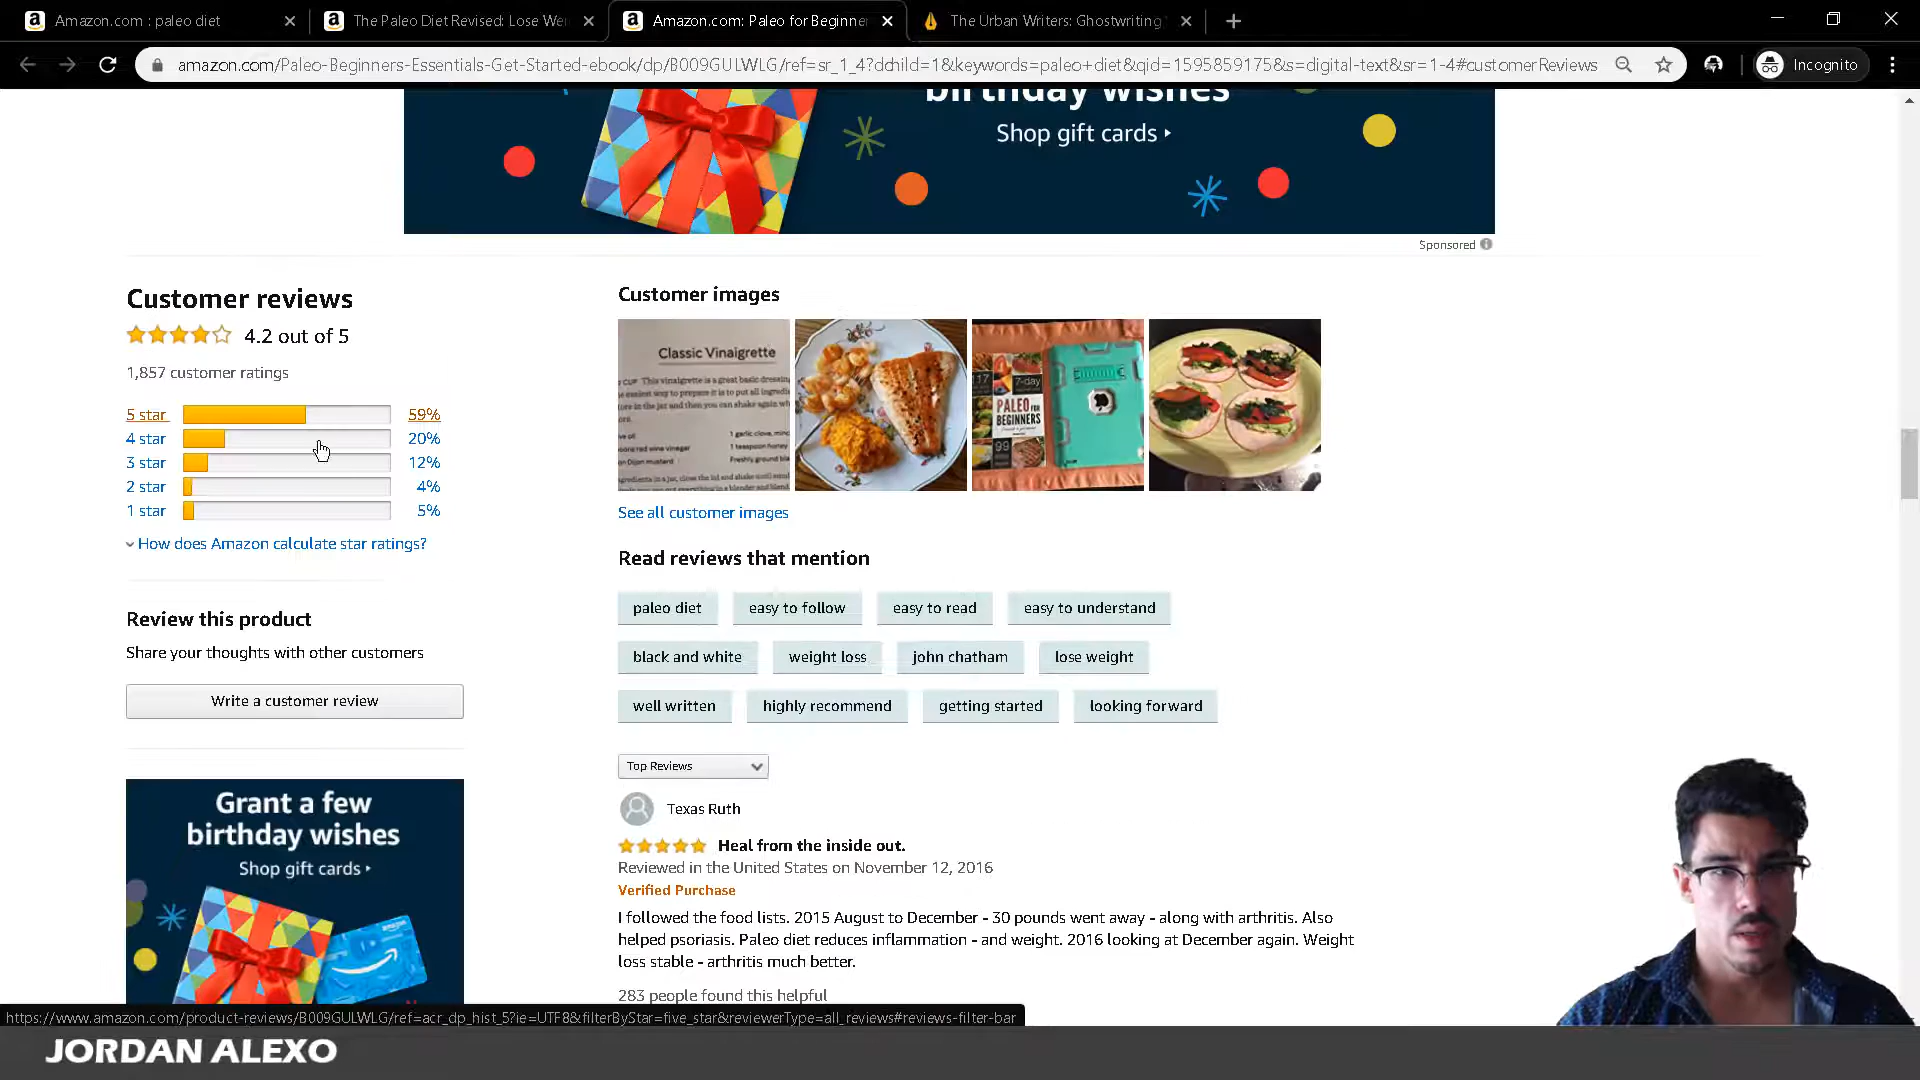 Amazon.com : paleo diet
The Paleo Diet Revised: Lose We
Amazon.com: Paleo for Beginner
The Urban Writers: Ghostwriting
amazon.com/Paleo-Beginners-Essentials-Get-Started-ebook/dp/B009GULWLG/ref=sr_1_4?dchild=1&keywords=paleo+diet&qid=1595859175&s=digital-text&sr=1-4#customerReviews
Incognito
birthday wishes
Shop gift cards
Sponsored
Customer reviews
4.2 out of 5
1,857 customer ratings
5 star 59%
4 star 20%
3 star 12%
2 star 4%
1 star 5%
How does Amazon calculate star ratings?
Review this product
Share your thoughts with other customers
Write a customer review
Grant a few
birthday wishes
Shop gift cards
Customer images
Classic Vinaigrette
117
7-day
PALEO
FOR
BEGINNERS
99
See all customer images
Read reviews that mention
paleo diet easy to follow easy to read easy to understand
black and white weight loss john chatham lose weight
well written highly recommend getting started looking forward
Top Reviews
Texas Ruth
Heal from the inside out.
Reviewed in the United States on November 12, 2016
Verified Purchase
I followed the food lists. 2015 August to December - 30 pounds went away - along with arthritis. Also
helped psoriasis. Paleo diet reduces inflammation - and weight. 2016 looking at December again. Weight
loss stable - arthritis much better.
283 people found this helpful
https://www.amazon.com/product-reviews/B009GULWLG/ref=acr_dp_hist_5?ie=UTF8&filterByStar=five_star&reviewerType=all_reviews#reviews-filter-bar
JORDAN ALEXO